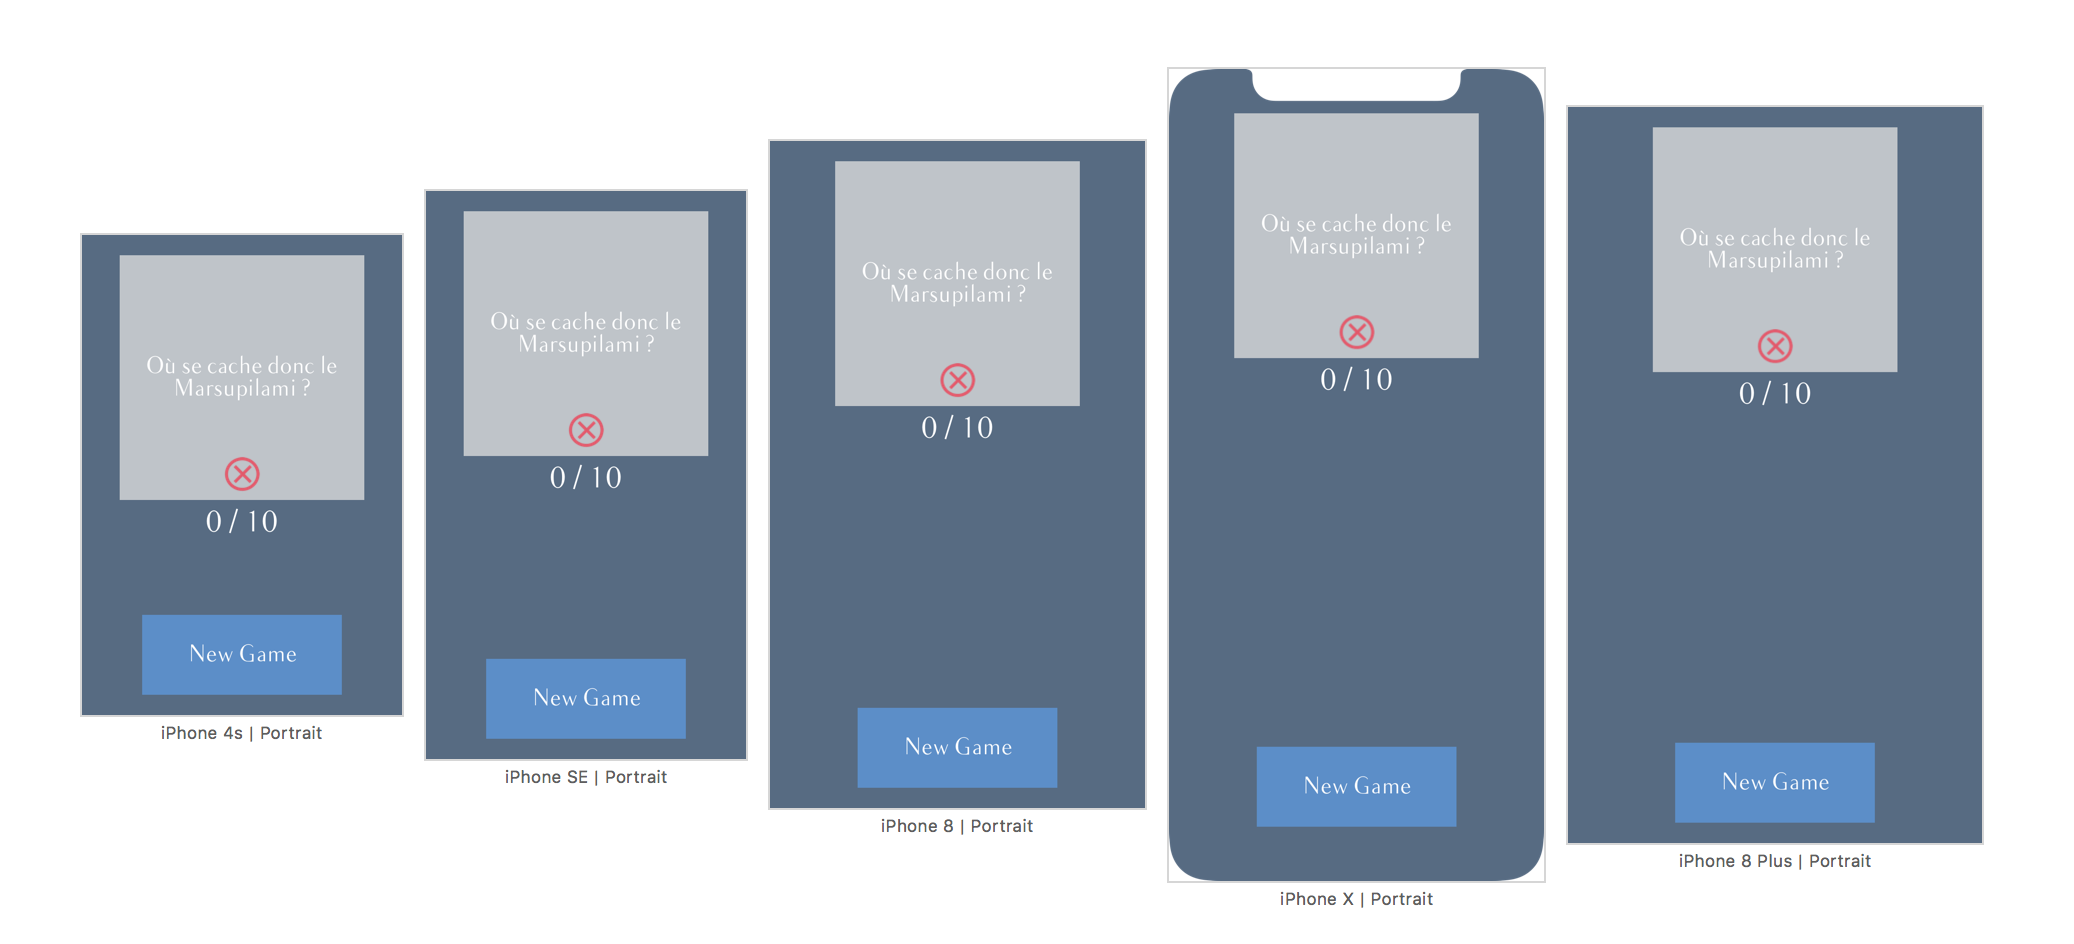 Où se cache donc le
Marsupilami ?
0 / 10
New Game
iPhone 4s | Portrait
Où se cache donc le
Marsupilami ?
0 / 10
New Game
iPhone SE | Portrait
Où se cache donc le
Marsupilami ?
0 / 10
New Game
iPhone 8 | Portrait
Où se cache donc le
Marsupilami ?
0 / 10
New Game
iPhone X | Portrait
Où se cache donc le
Marsupilami ?
0 / 10
New Game
iPhone 8 Plus | Portrait